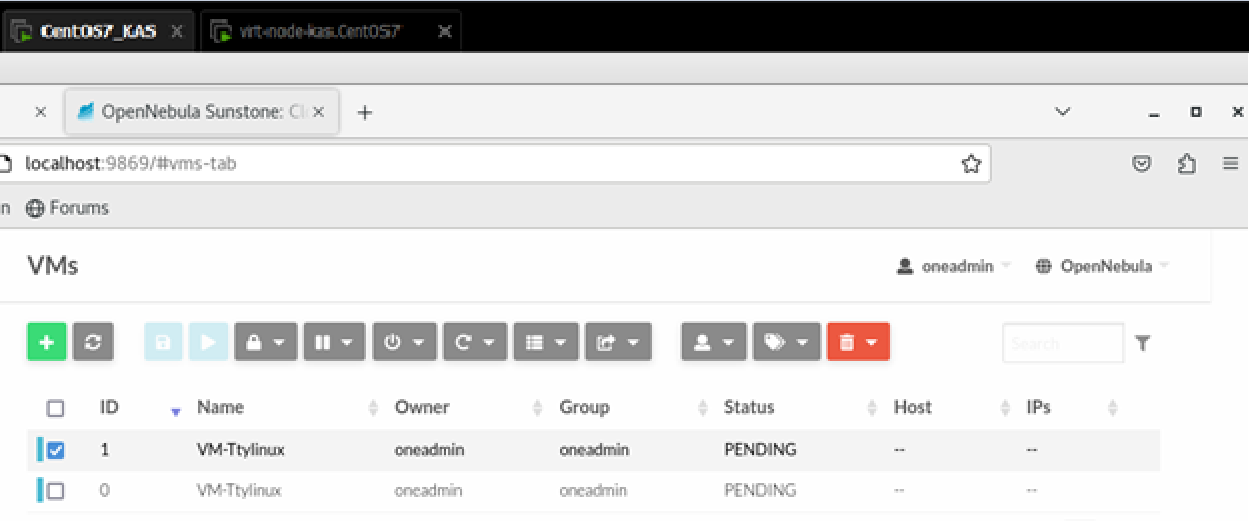 CentOS7_KAS × virt-node-kas.CentOS7 ×
× OpenNebula Sunstone: Cl × +
localhost:9869/#vms-tab
n Forums
VMs oneadmin OpenNebula
Search
ID Name Owner Group Status Host IPs
1 VM-Ttylinux oneadmin oneadmin PENDING -- --
0 VM-Ttylinux oneadmin oneadmin PENDING -- --